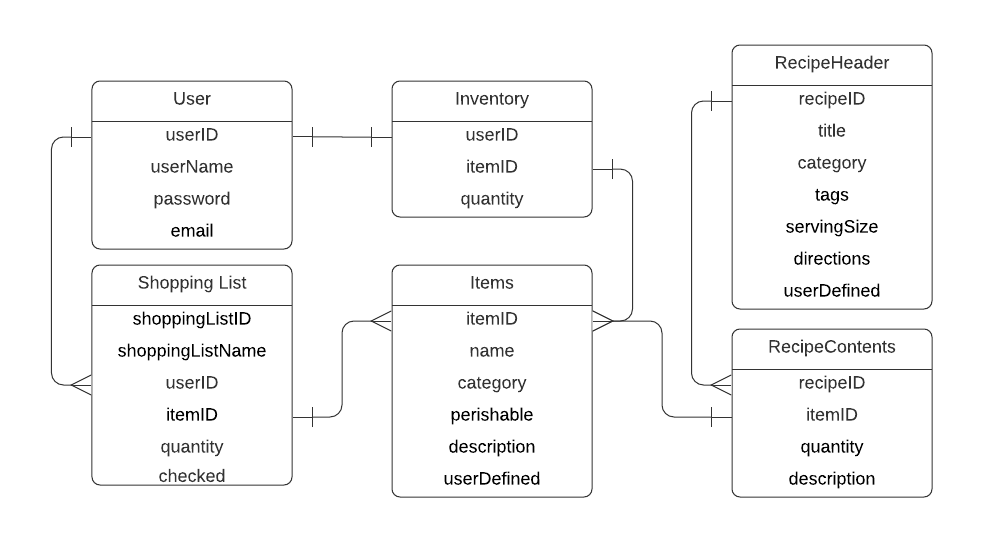 User
userID
userName
password
email
Shopping List
shoppingListID
shoppingListName
userID
itemID
quantity
checked
Inventory
userID
itemID
quantity
Items
itemID
name
category
perishable
description
userDefined
RecipeHeader
recipeID
title
category
tags
servingSize
directions
userDefined
RecipeContents
recipeID
itemID
quantity
description